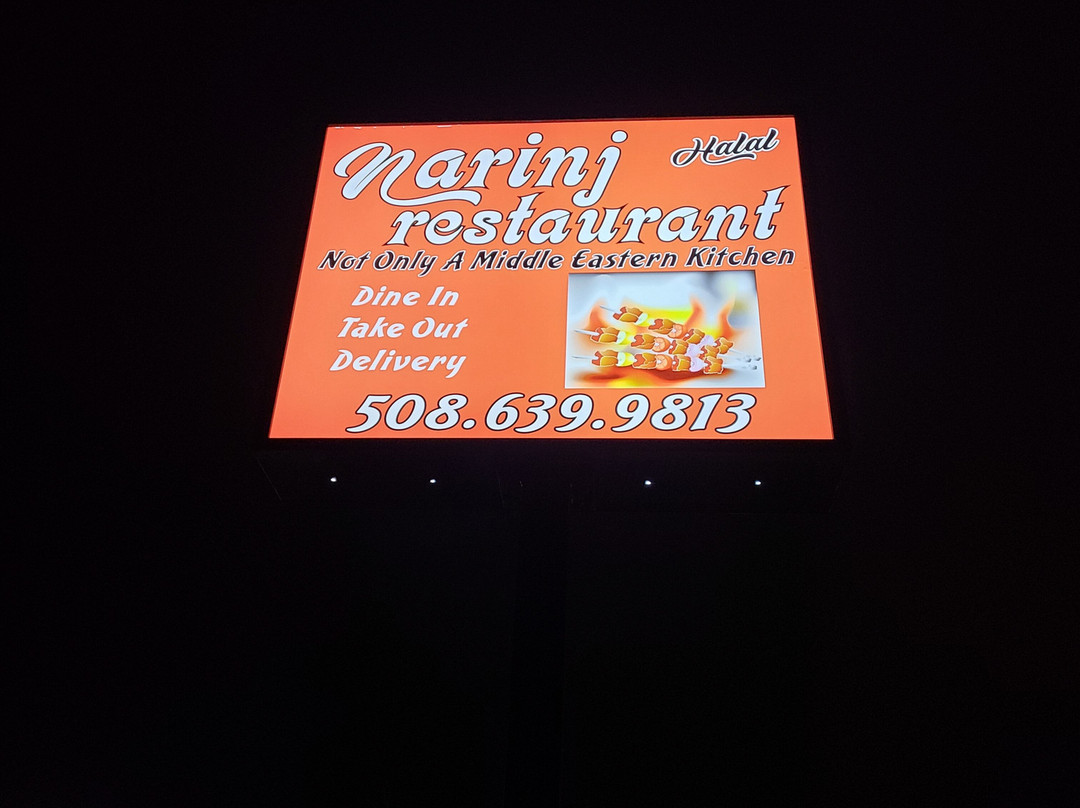 Narinj
Halal
restaurant
Not Only A Middle Eastern Kitchen
Dine In
Take Out
Delivery
508.639.9813